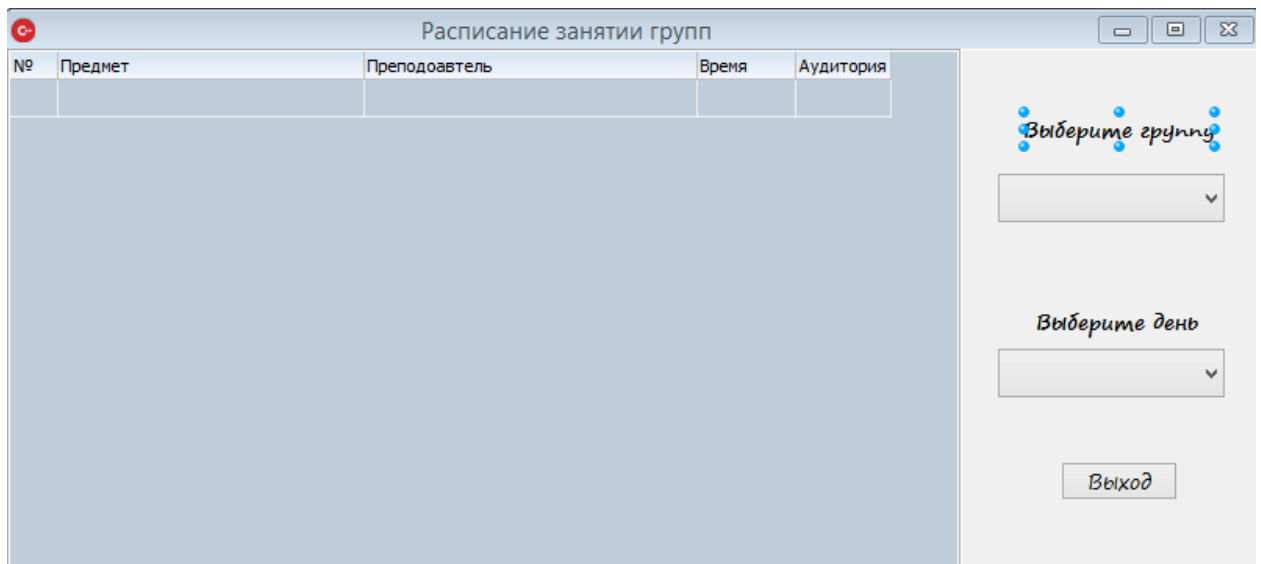 Расписание занятии групп
№ Предмет Преподоавтель Время Аудитория
Выберите группу
Выберите день
Выход